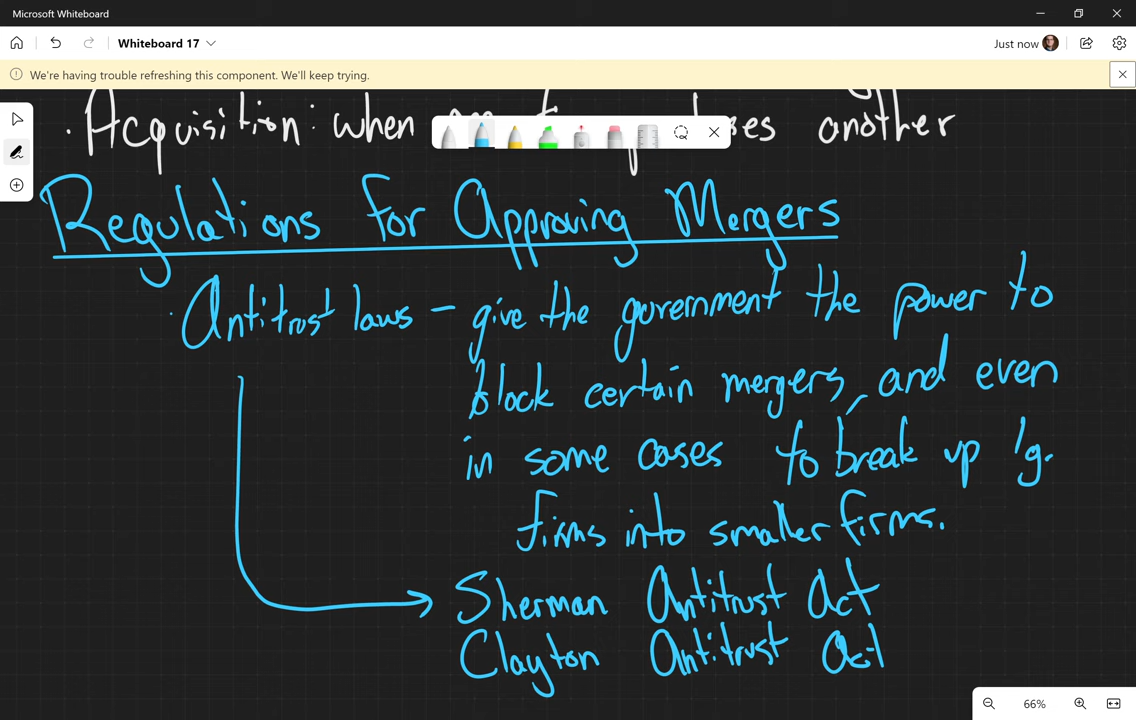 Microsoft Whiteboard
Whiteboard 17
Just now
We're having trouble refreshing this component. We'll keep trying.
· Acquisition: when another
Regulations for Approving Mergers
· Antitrust laws – give the government the power to
block certain mergers, and even
in some cases to break up lg.
firms into smaller firms.
Sherman Antitrust Act
Clayton Antitrust Act
66%